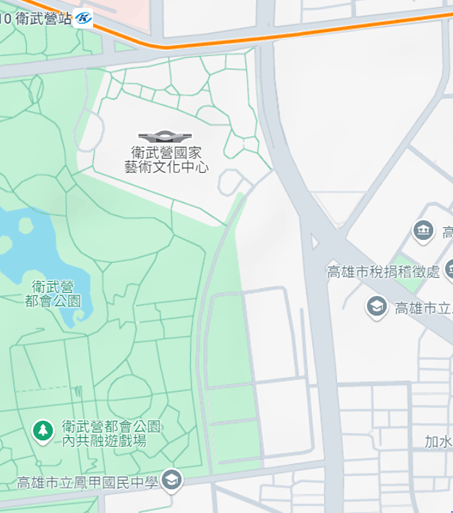 10 衛武營站
衛武營國家
藝術文化中心
衛武營
都會公園
高雄市稅捐稽徵處
高雄市立
衛武營都會公園
內共融遊戲場
加水
高雄市立鳳甲國民中學